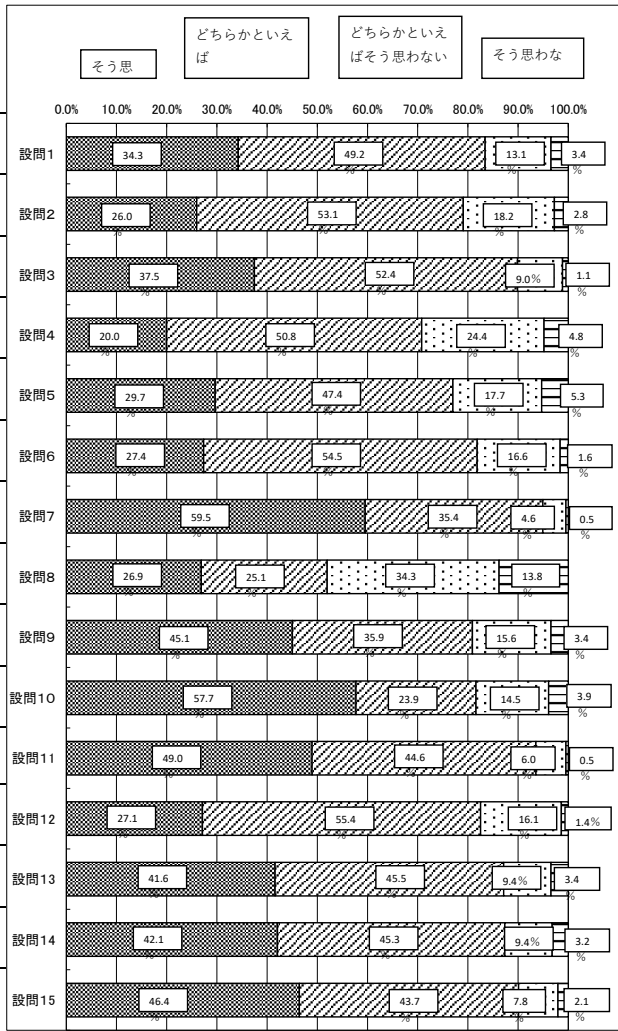 そう思
どちらかといえ
ば
どちらかといえ
ばそう思わない
そう思わな
0.0% 10.0% 20.0% 30.0% 40.0% 50.0% 60.0% 70.0% 80.0% 90.0% 100.0%
設問1 34.3 49.2 13.1 3.4
% % % %
設問2 26.0 53.1 18.2 2.8
% % % %
設問3 37.5 52.4 9.0% 1.1
% % %
設問4 20.0 50.8 24.4 4.8
% % % %
設問5 29.7 47.4 17.7 5.3
% % % %
設問6 27.4 54.5 16.6 1.6
% % % %
設問7 59.5 35.4 4.6 0.5
% % % %
設問8 26.9 25.1 34.3 13.8
% % % %
設問9 45.1 35.9 15.6 3.4
% % % %
設問10 57.7 23.9 14.5 3.9
% % % %
設問11 49.0 44.6 6.0 0.5
% % % %
設問12 27.1 55.4 16.1 1.4%
% % %
設問13 41.6 45.5 9.4% 3.4
% % %
設問14 42.1 45.3 9.4% 3.2
% % %
設問15 46.4 43.7 7.8 2.1
% % % %